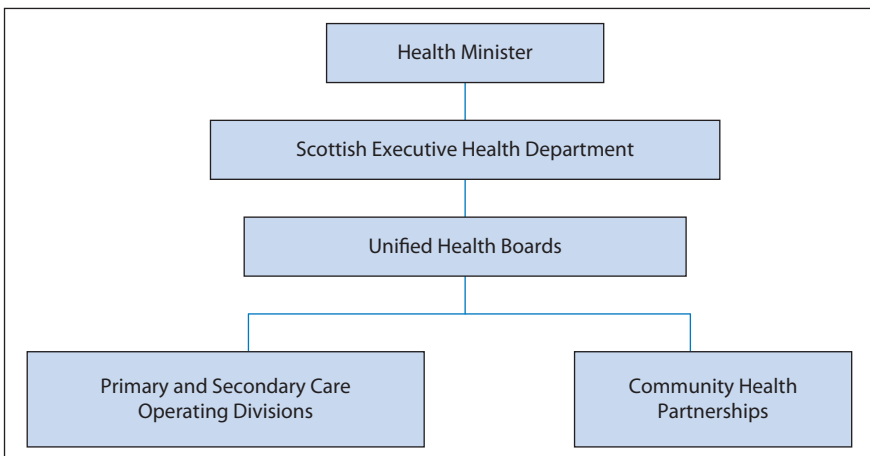 Health Minister
Scottish Executive Health Department
Unified Health Boards
Primary and Secondary Care
Operating Divisions
Community Health
Partnerships